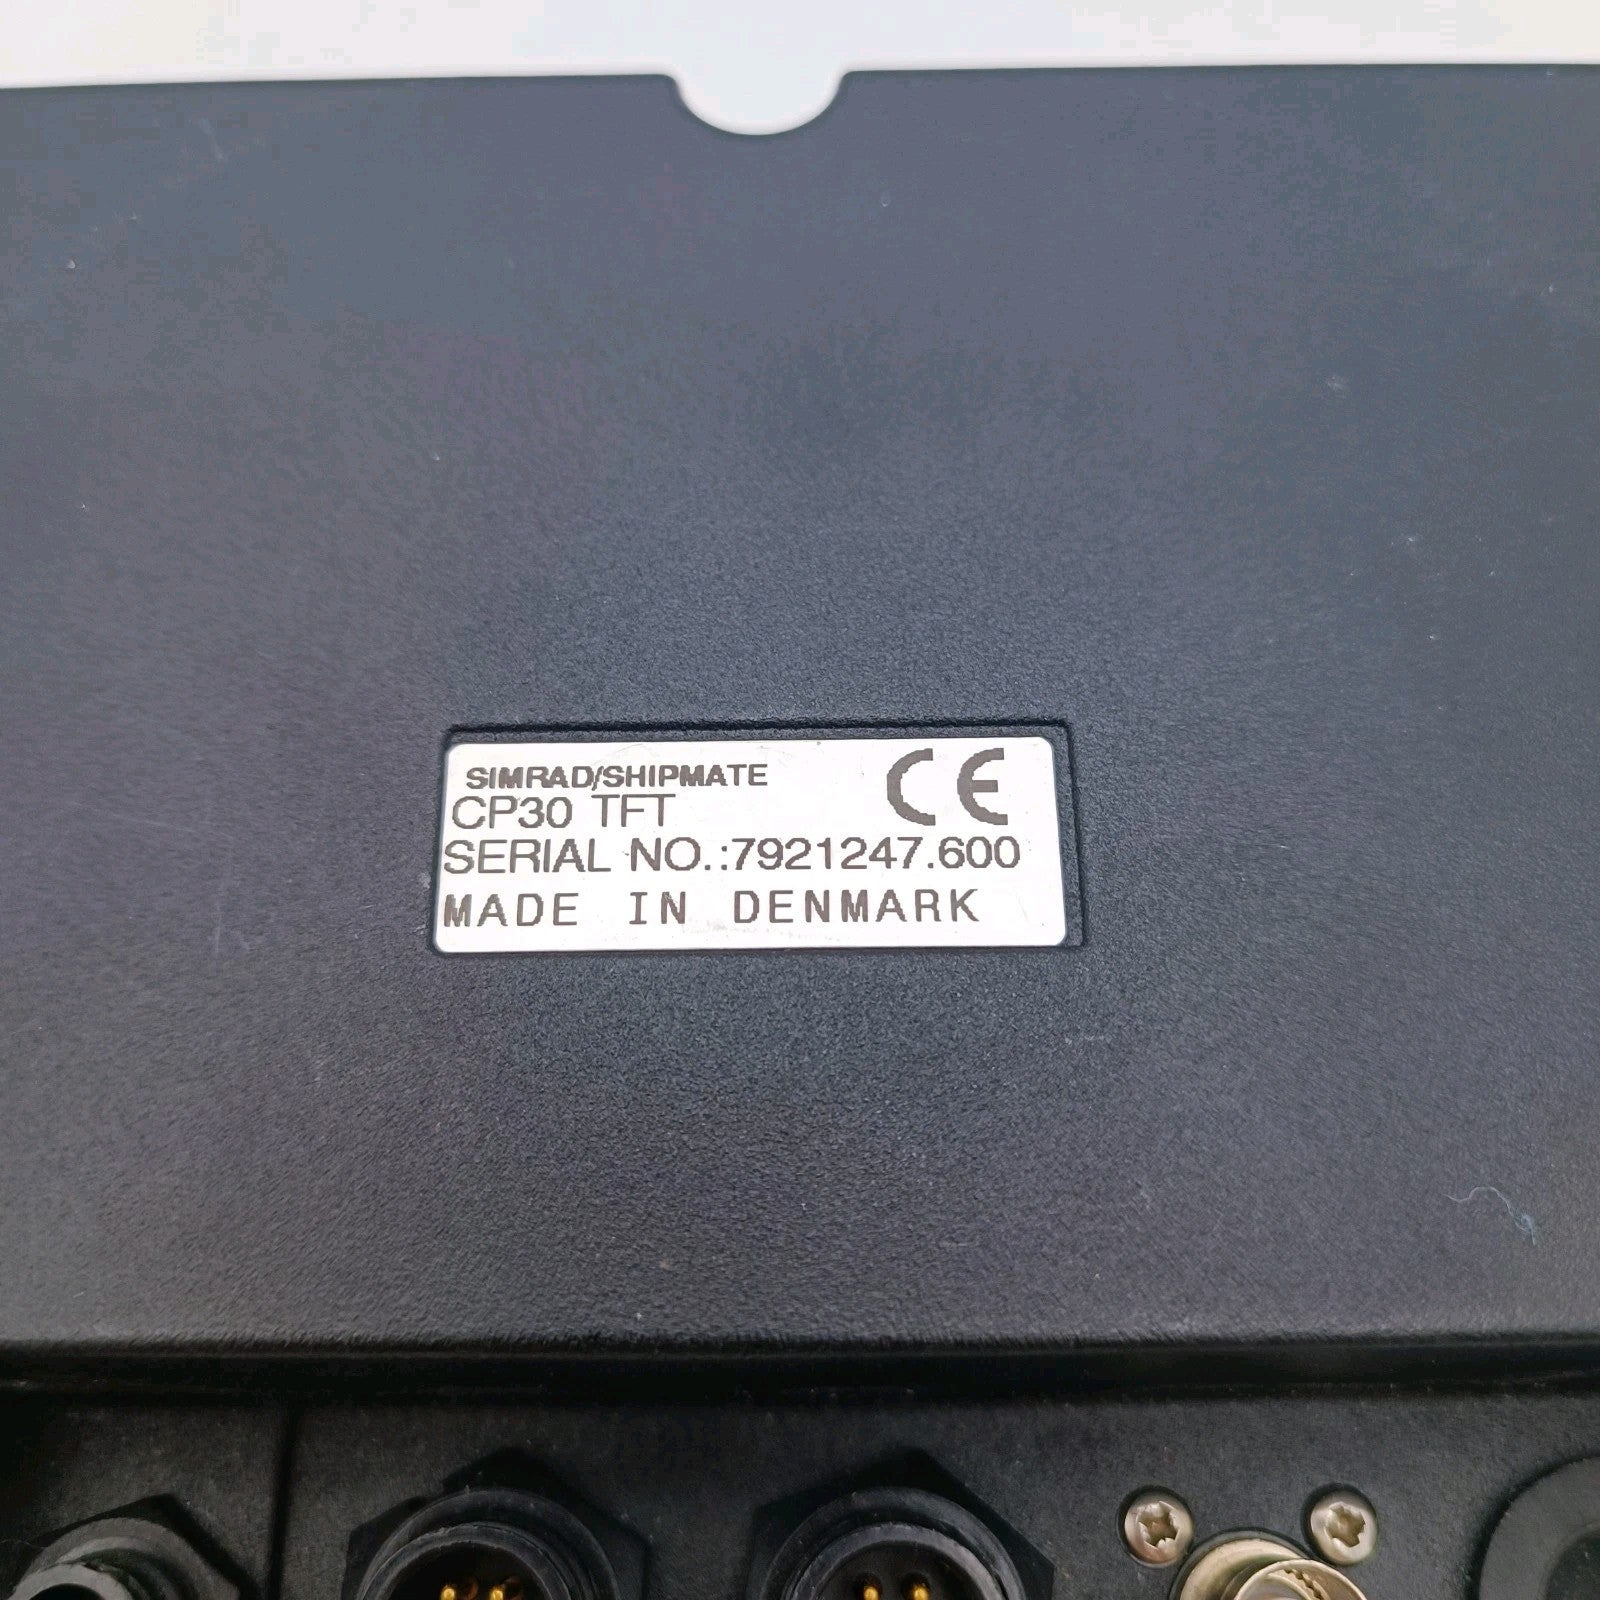 SIMRAD/SHIPMATE CE
CP30 TFT
SERIAL NO.:7921247.600
MADE IN DENMARK